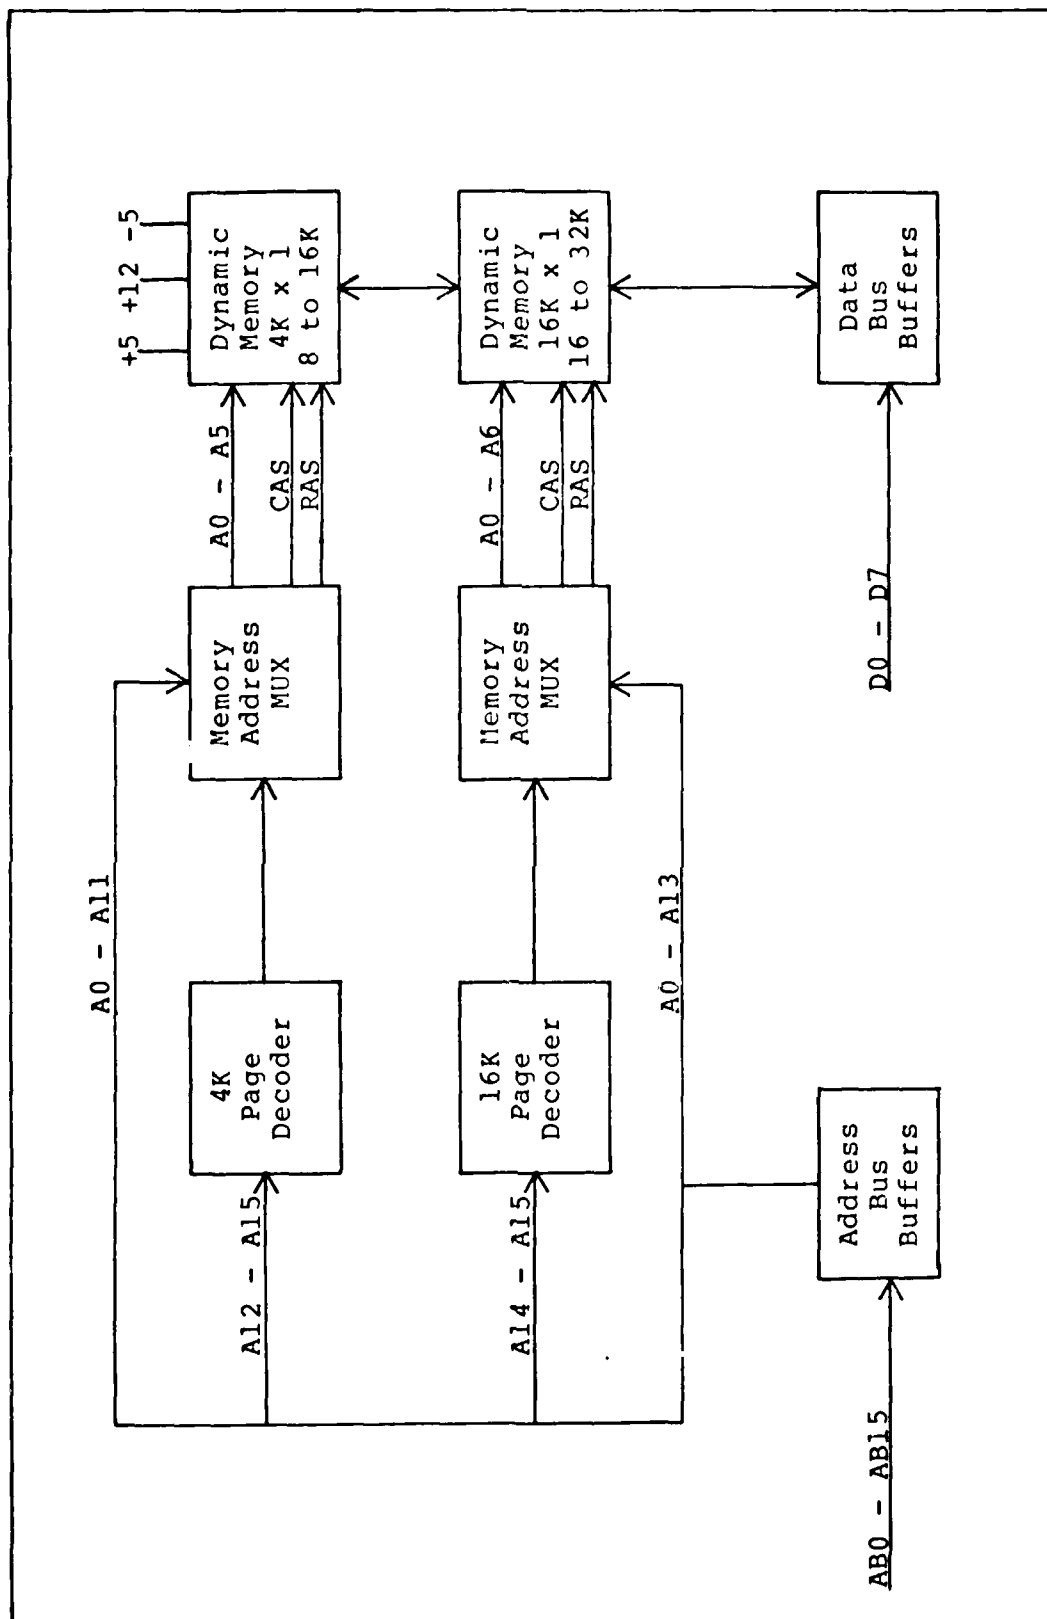 +5 +12 -5
A0 - A11
A12 - A15
4K
Page
Decoder
Memory
Address
MUX
A0 - A5
CAS
RAS
Dynamic
Memory
4K x 1
8 to 16K
A14 - A15
16K
Page
Decoder
Memory
Address
MUX
A0 - A6
CAS
RAS
Dynamic
Memory
16K x 1
16 to 32K
A0 - A13
AB0 - AB15
Address
Bus
Buffers
D0 - D7
Data
Bus
Buffers